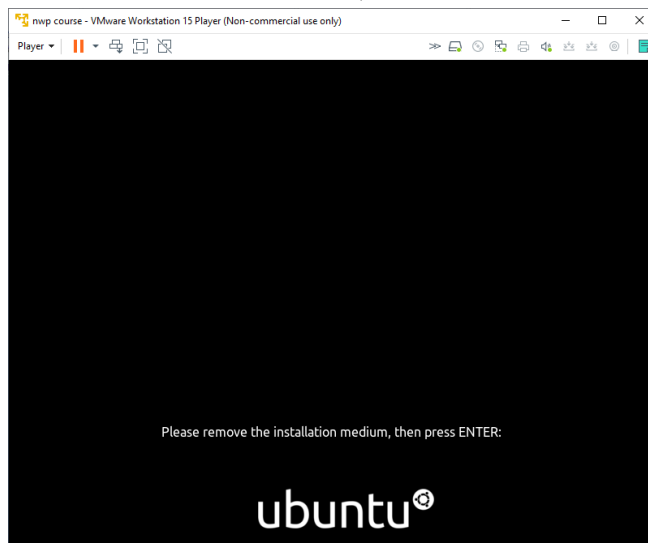 nwp course - VMware Workstation 15 Player (Non-commercial use only)
Player
Please remove the installation medium, then press ENTER:
ubuntu